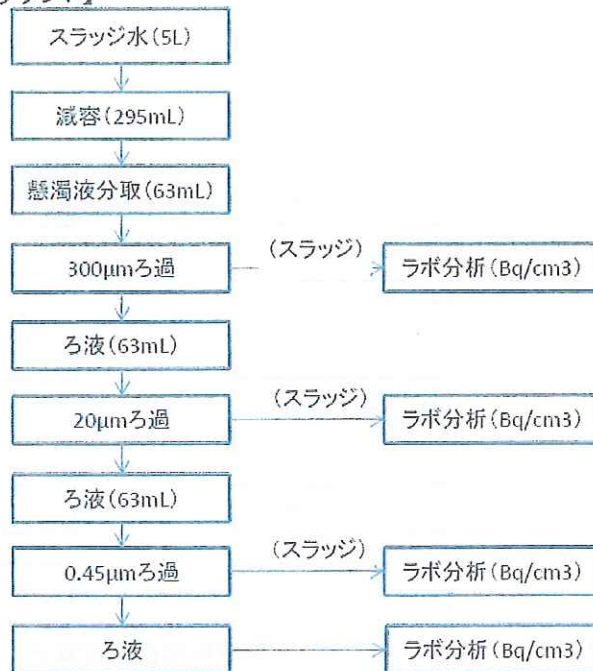 スラッジ水(5L)
減容(295mL)
懸濁液分取(63mL)
300µmろ過
(スラッジ)
ラボ分析(Bq/cm3)
ろ液(63mL)
20µmろ過
(スラッジ)
ラボ分析(Bq/cm3)
ろ液(63mL)
0.45µmろ過
(スラッジ)
ラボ分析(Bq/cm3)
ろ液
ラボ分析(Bq/cm3)